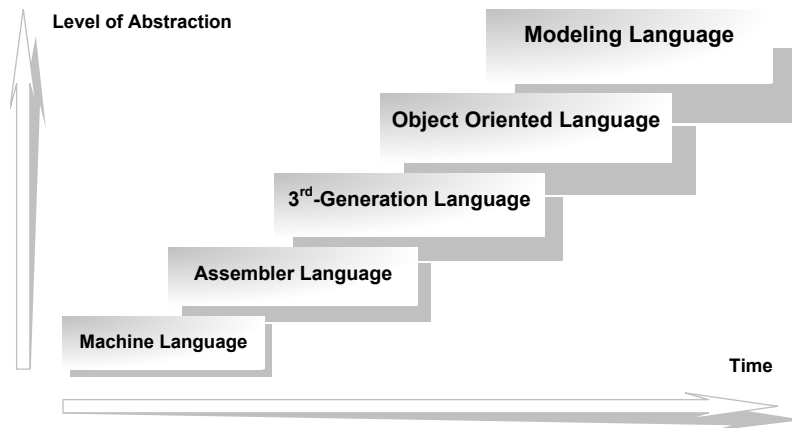 Level of Abstraction
Modeling Language
Object Oriented Language
3rd-Generation Language
Assembler Language
Machine Language
Time